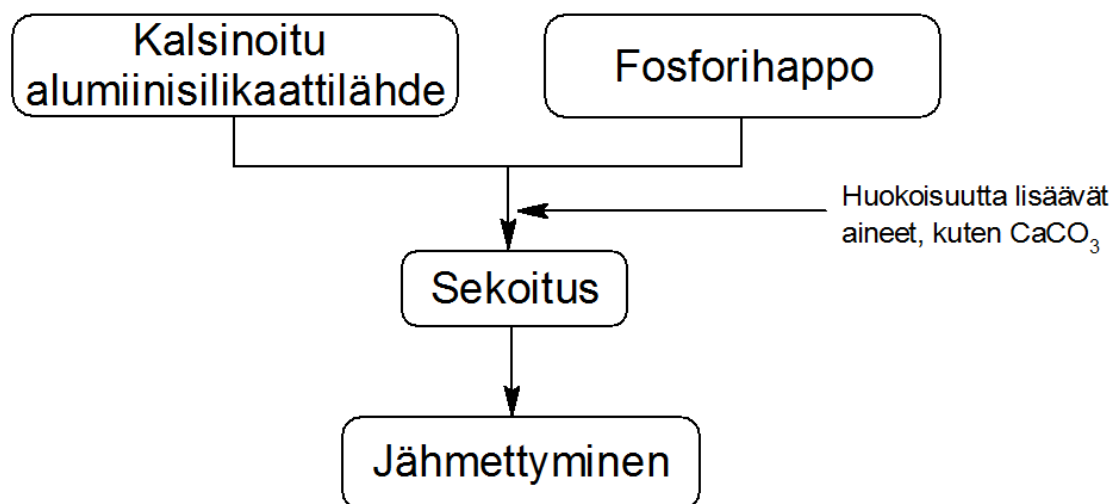 Kalsinoitu
alumiinisilikaattilähde
Fosforihappo
Huokoisuutta lisäävät
aineet, kuten CaCO₃
Sekoitus
Jähmettyminen